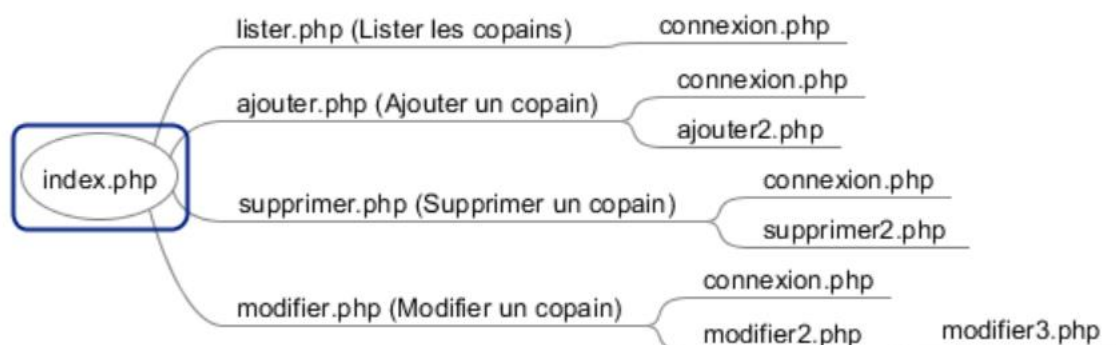 lister.php (Lister les copains)
connexion.php
ajouter.php (Ajouter un copain)
connexion.php
ajouter2.php
index.php
supprimer.php (Supprimer un copain)
connexion.php
supprimer2.php
modifier.php (Modifier un copain)
connexion.php
modifier2.php
modifier3.php